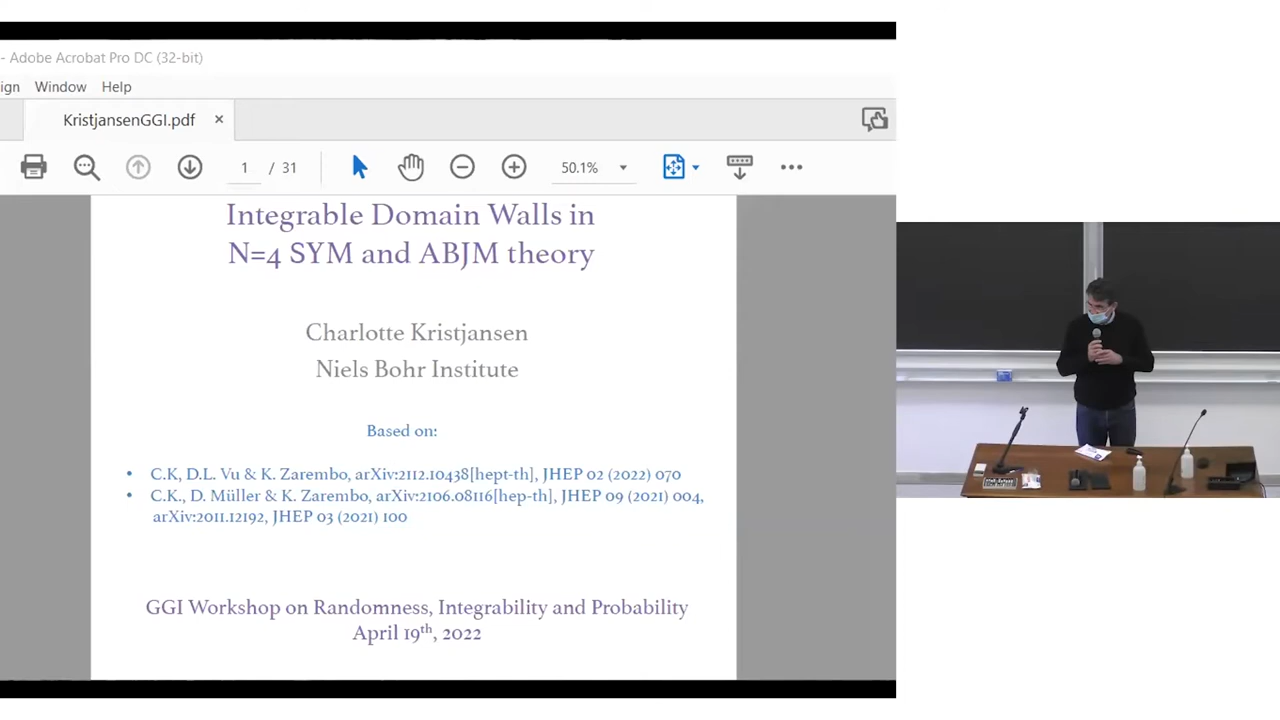 - Adobe Acrobat Pro DC (32-bit)
ign Window Help
KristjansenGGI.pdf ×
1 / 31 50.1%
Integrable Domain Walls in
N=4 SYM and ABJM theory
Charlotte Kristjansen
Niels Bohr Institute
Based on:
• C.K, D.L. Vu & K. Zarembo, arXiv:2112.10438[hept-th], JHEP 02 (2022) 070
• C.K., D. Müller & K. Zarembo, arXiv:2106.08116[hep-th], JHEP 09 (2021) 004,
arXiv:2011.12192, JHEP 03 (2021) 100
GGI Workshop on Randomness, Integrability and Probability
April 19th, 2022